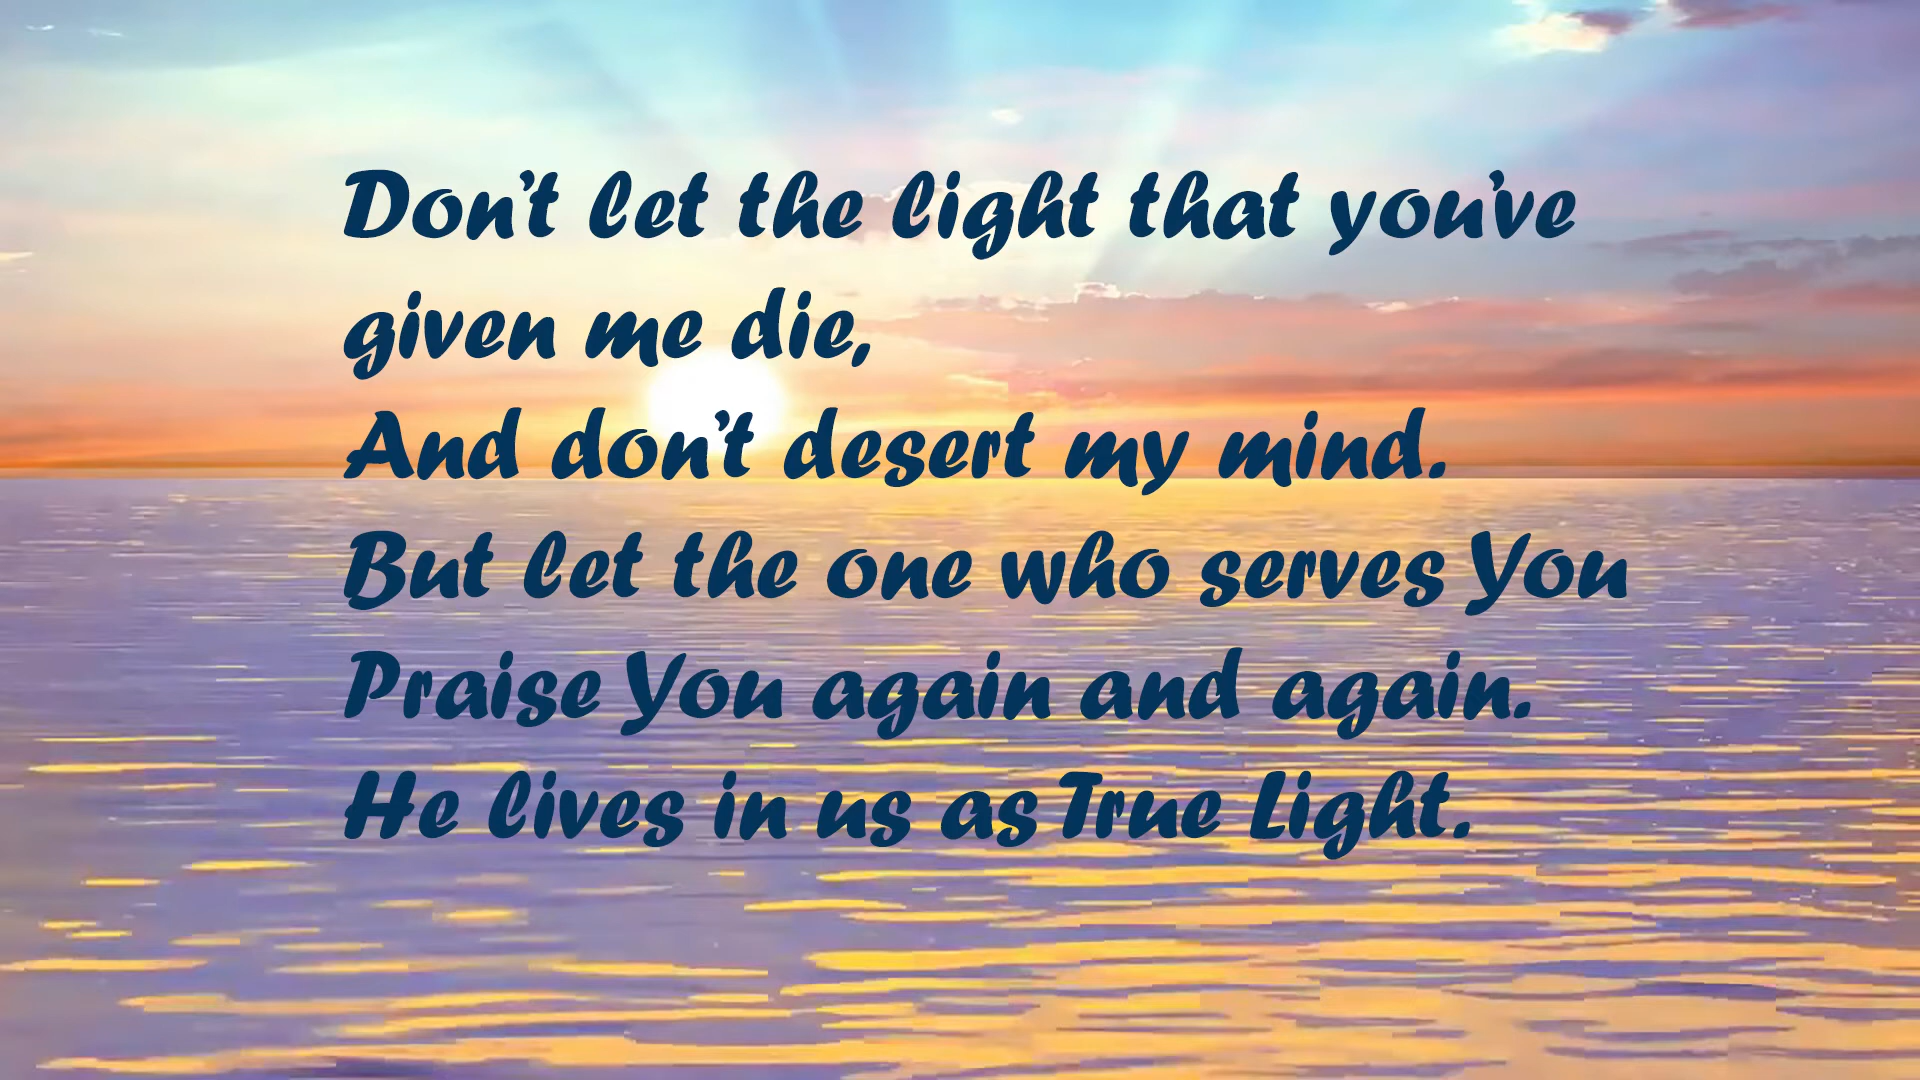 Don't let the light that you've
given me die,
And don't desert my mind.
But let the one who serves You
Praise You again and again.
He lives in us as True Light.